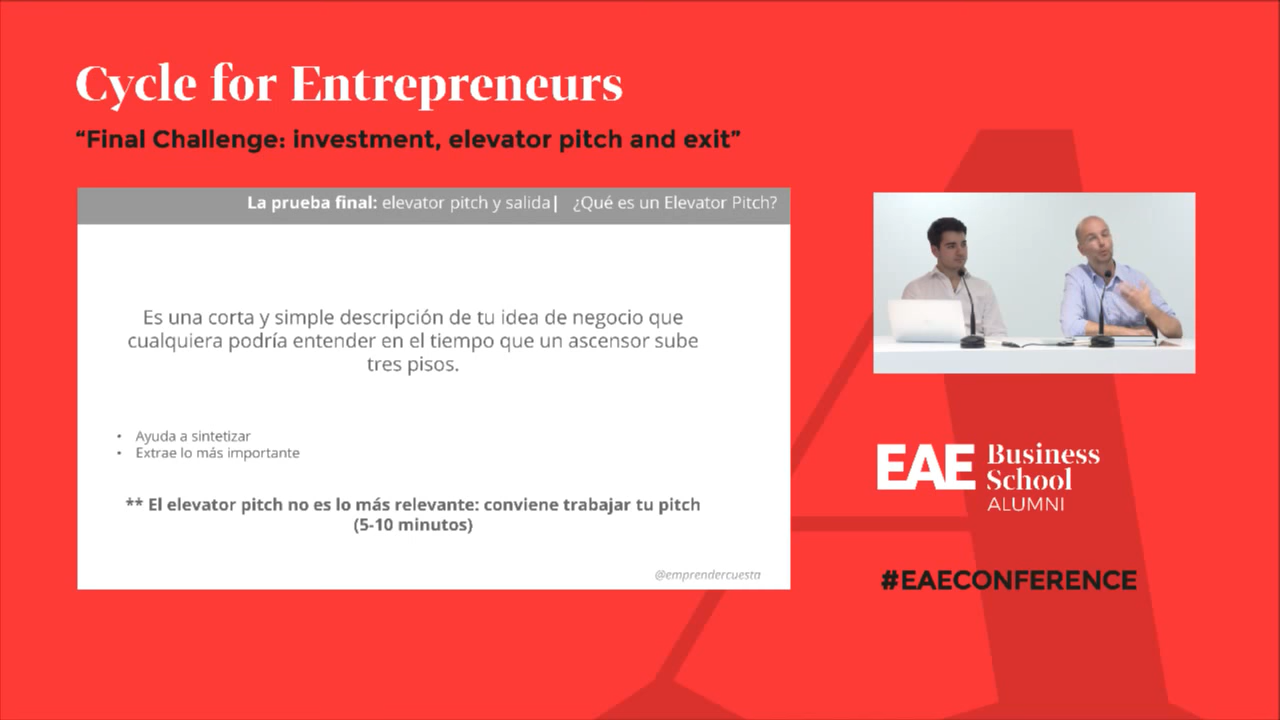 Cycle for Entrepreneurs
“Final Challenge: investment, elevator pitch and exit”
La prueba final: elevator pitch y salida| ¿Qué es un Elevator Pitch?
Es una corta y simple descripción de tu idea de negocio que
cualquiera podría entender en el tiempo que un ascensor sube
tres pisos.
• Ayuda a sintetizar
• Extrae lo más importante
** El elevator pitch no es lo más relevante: conviene trabajar tu pitch
(5-10 minutos)
@emprendercuesta
EAE Business
School
ALUMNI
#EAECONFERENCE